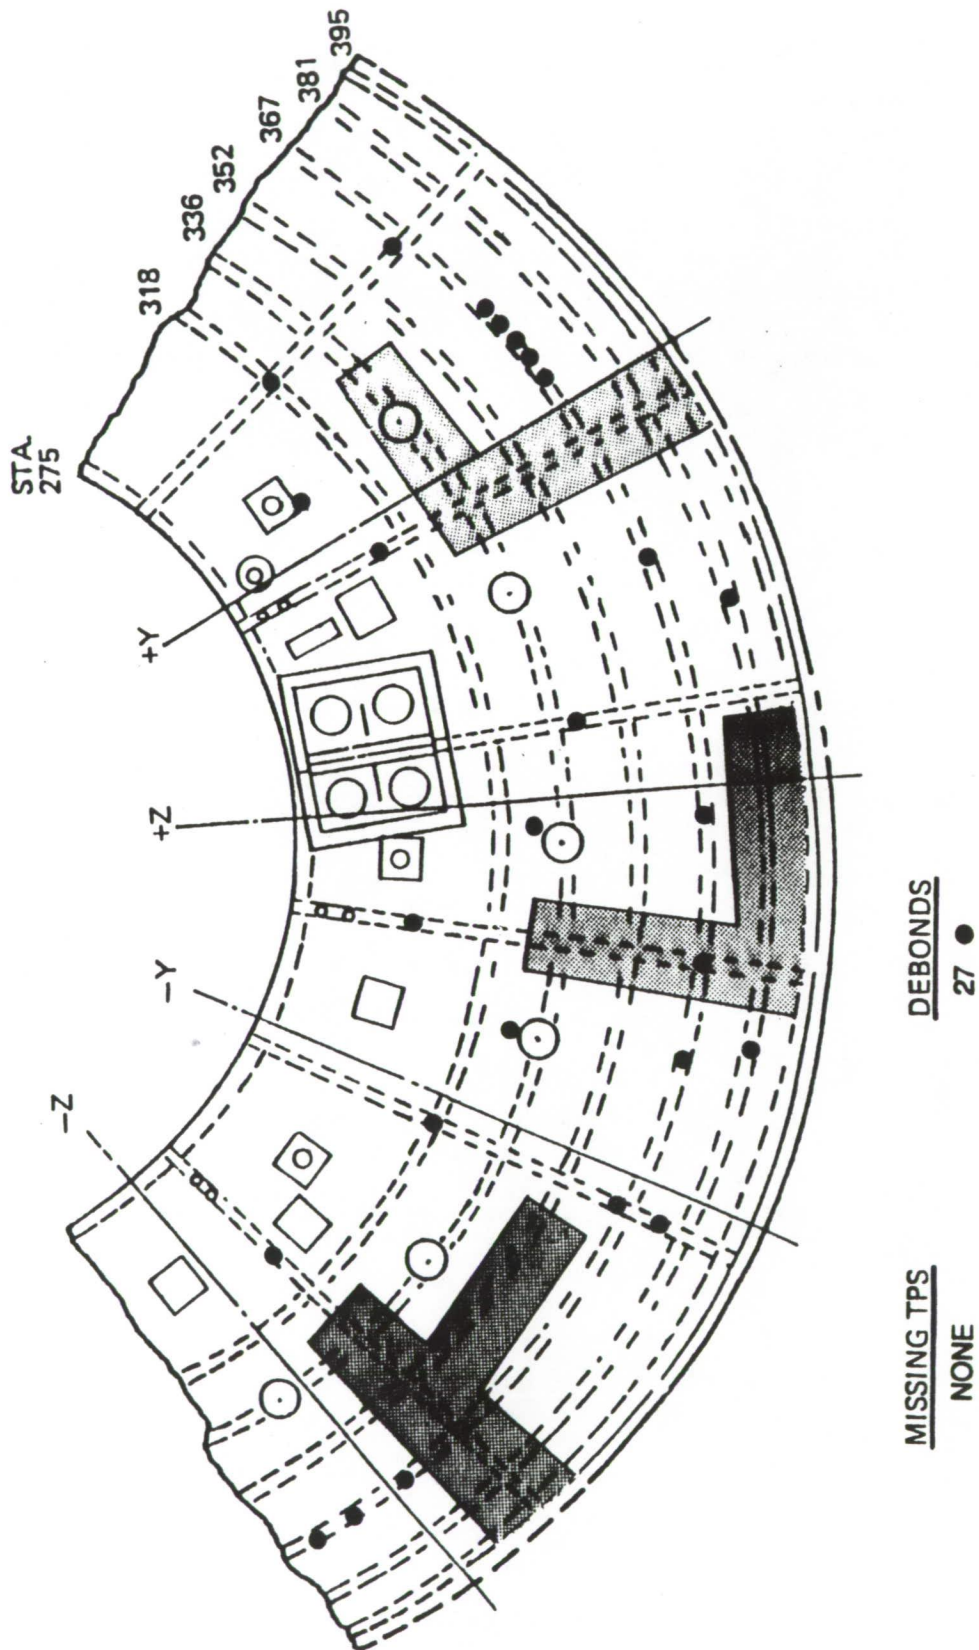 STA.
275
318
336
352
367
381
395
+Y
+Z
-Y
-Z
DEBONDS
27 ●
MISSING TPS
NONE